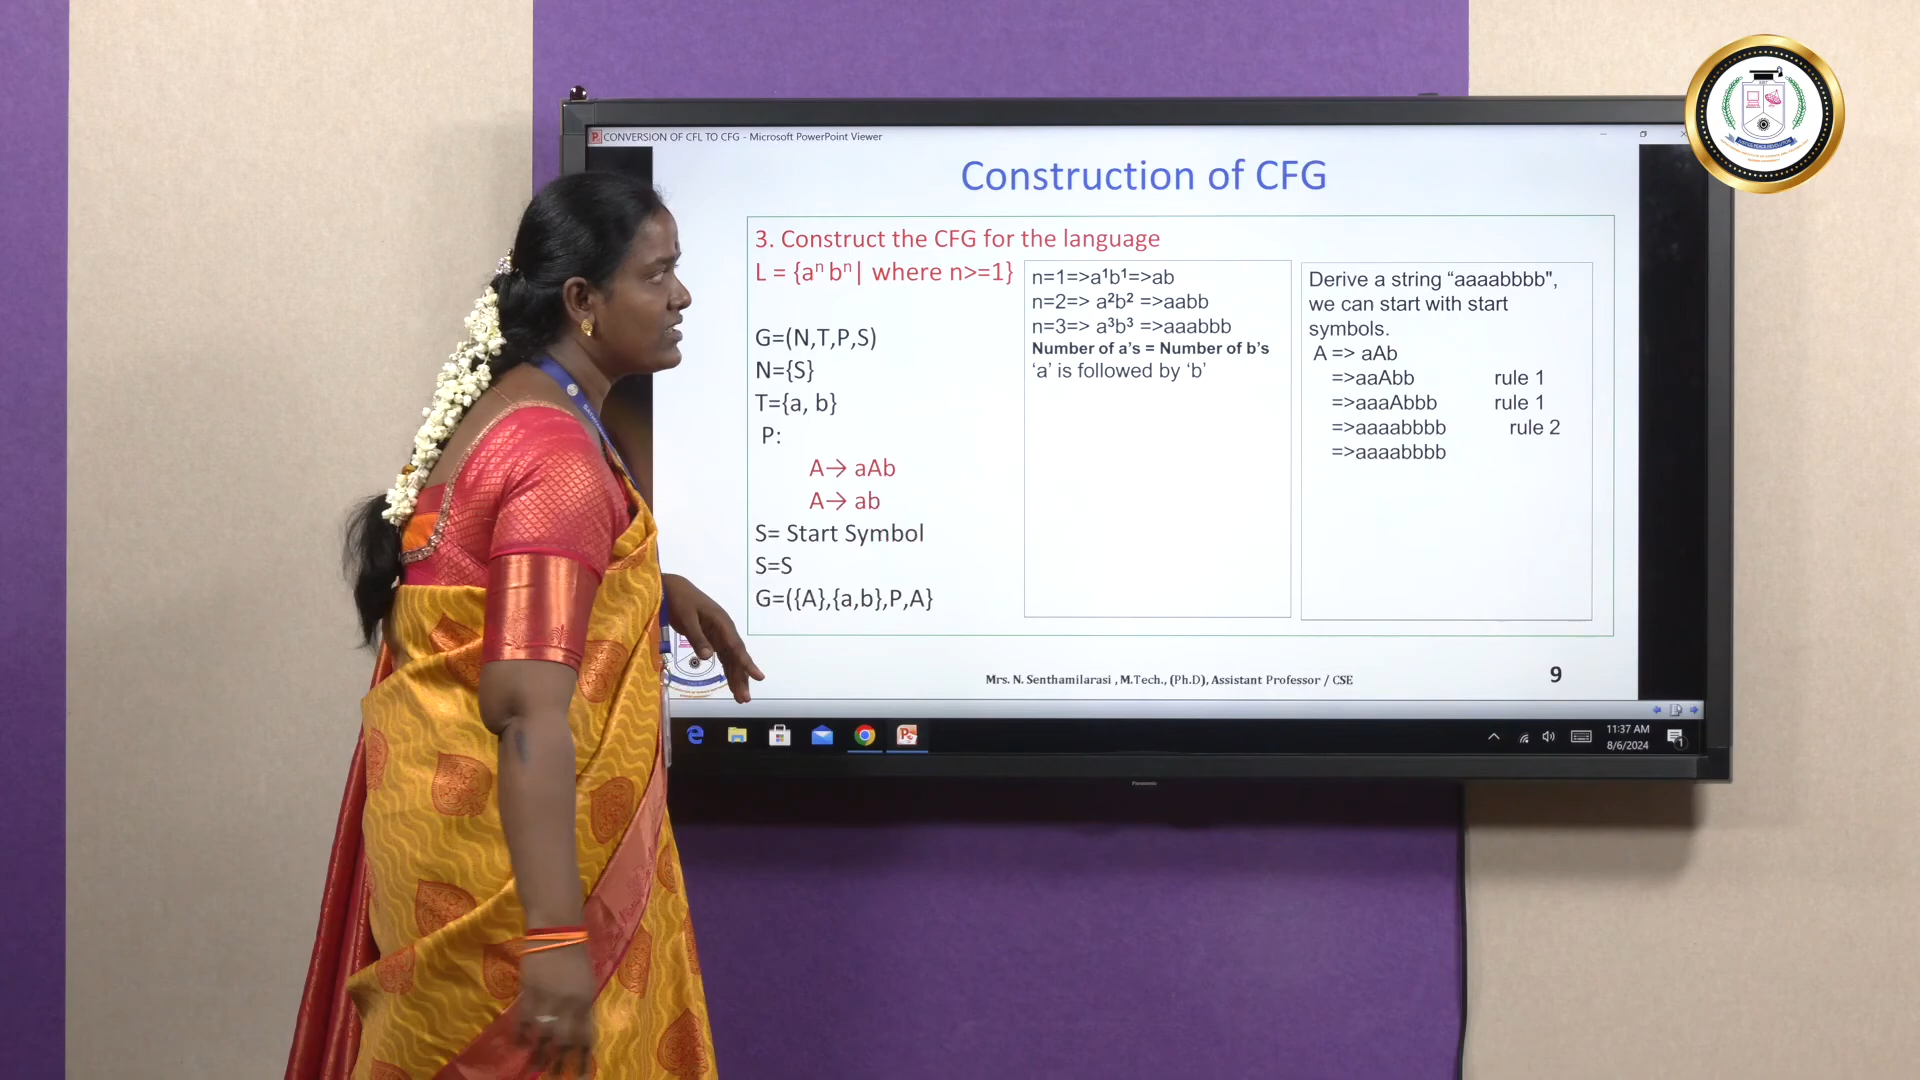 CONVERSION OF CFL TO CFG - Microsoft PowerPoint Viewer
Construction of CFG
3. Construct the CFG for the language
L = {aⁿ bⁿ| where n>=1}
G=(N,T,P,S)
N={S}
T={a, b}
P:
A→ aAb
A→ ab
S= Start Symbol
S=S
G=({A},{a,b},P,A}
n=1=>a¹b¹=>ab
n=2=> a²b² =>aabb
n=3=> a³b³ =>aaabbb
Number of a’s = Number of b’s
‘a’ is followed by ‘b’
Derive a string “aaaabbbb",
we can start with start
symbols.
A => aAb
=>aaAbb rule 1
=>aaaAbbb rule 1
=>aaaabbbb rule 2
=>aaaabbbb
Mrs. N. Senthamilarasi , M.Tech., (Ph.D), Assistant Professor / CSE
9
11:37 AM
8/6/2024
1
Panasonic